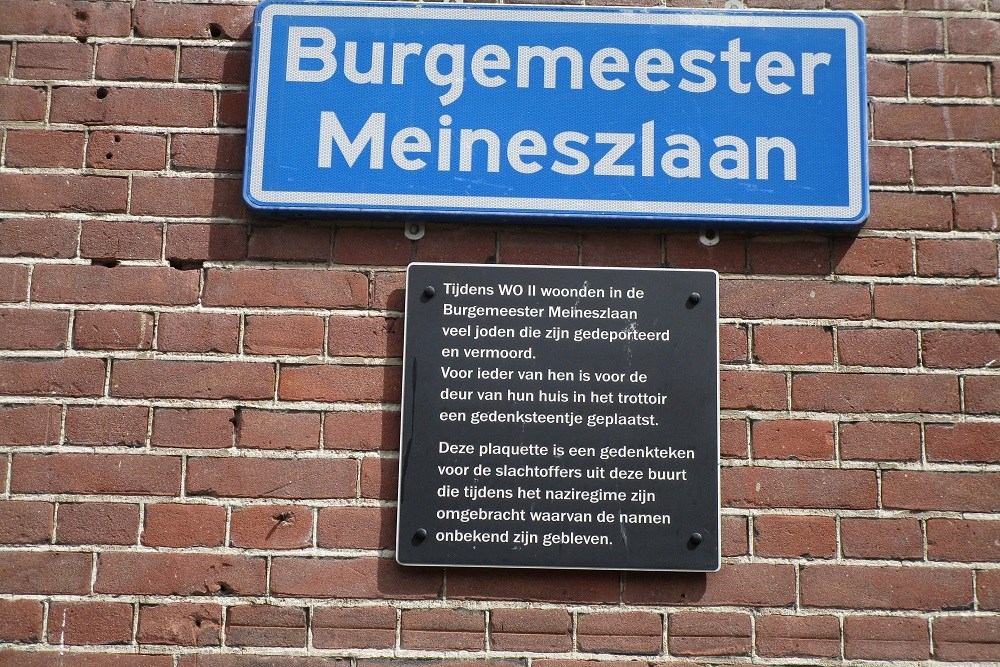 Burgemeester
Meineszlaan
Tijdens WO II woonden in de
Burgemeester Meineszlaan
veel joden die zijn gedeporteerd
en vermoord.
Voor ieder van hen is voor de
deur van hun huis in het trottoir
een gedenksteentje geplaatst.
Deze plaquette is een gedenkteken
voor de slachtoffers uit deze buurt
die tijdens het naziregime zijn
omgebracht waarvan de namen
onbekend zijn gebleven.